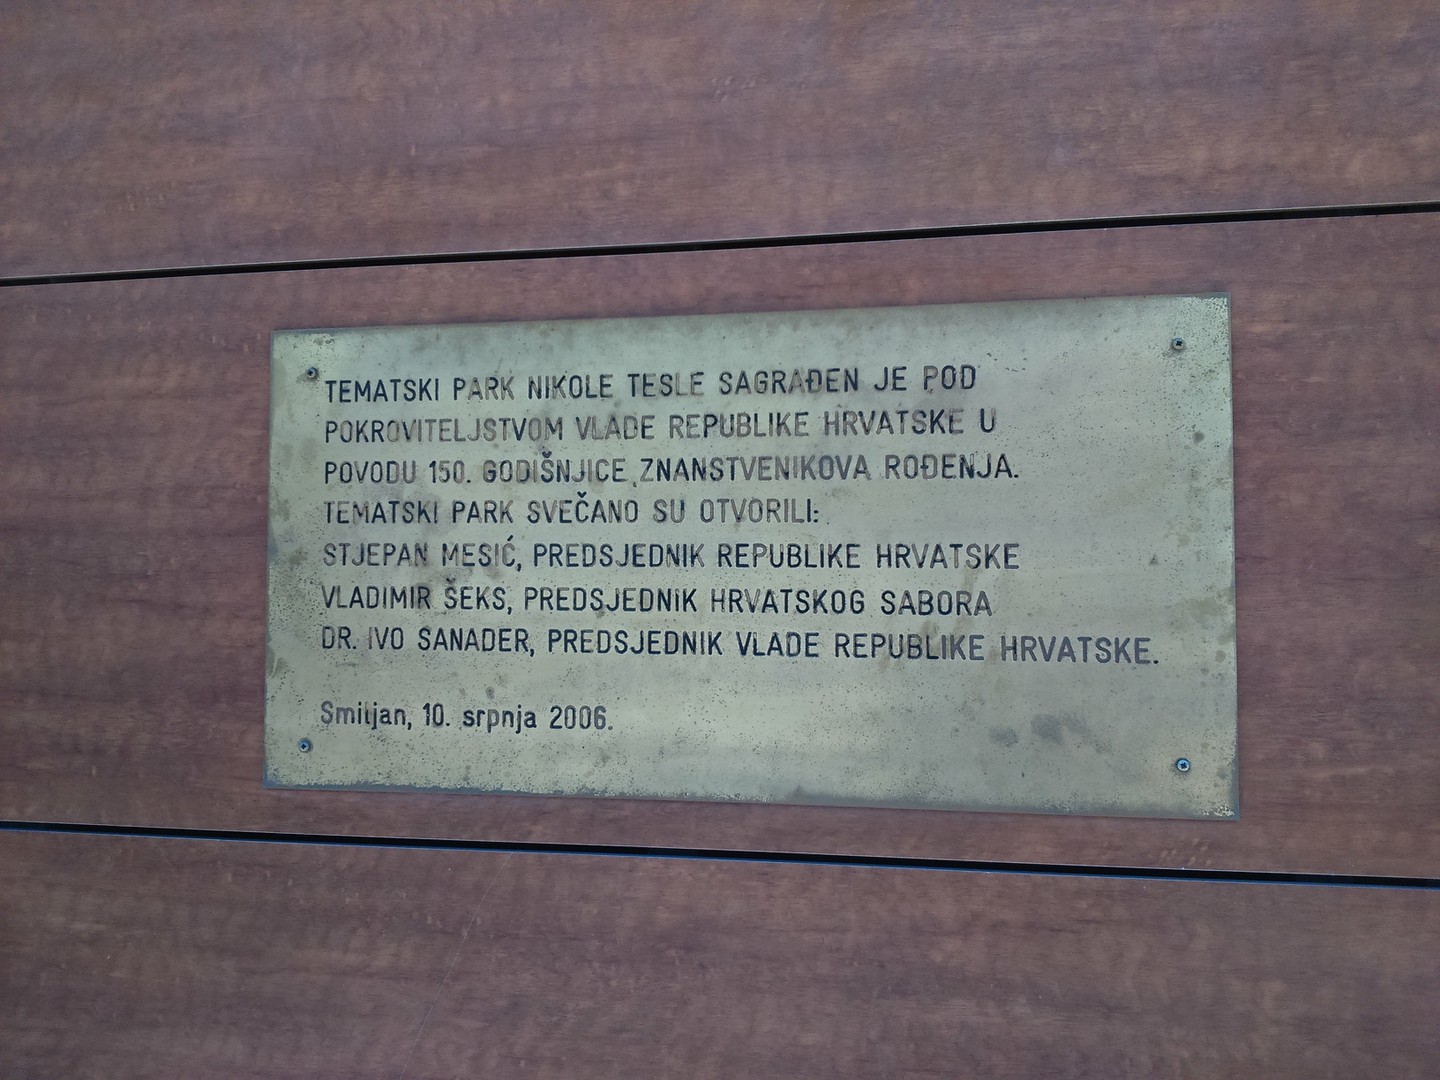 TEMATSKI PARK NIKOLE TESLE SAGRAĐEN JE POD
POKROVITELJSTVOM VLADE REPUBLIKE HRVATSKE U
POVODU 150. GODIŠNJICE ZNANSTVENIKOVA ROĐENJA.
TEMATSKI PARK SVEČANO SU OTVORILI:
STJEPAN MESIĆ, PREDSJEDNIK REPUBLIKE HRVATSKE
VLADIMIR ŠEKS, PREDSJEDNIK HRVATSKOG SABORA
DR. IVO SANADER, PREDSJEDNIK VLADE REPUBLIKE HRVATSKE.
Smiljan, 10. srpnja 2006.